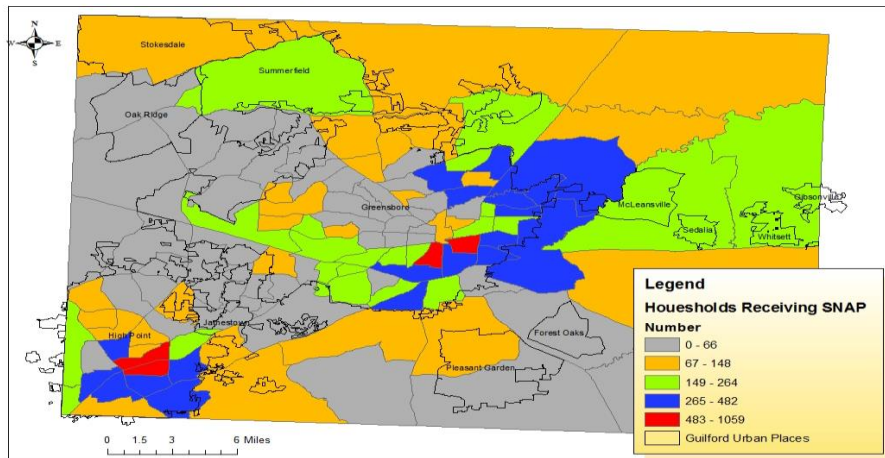 N
W E
S
Stokesdale
Summerfield
Oak Ridge
Greensboro
McLeansville
Gibsonville
Sedalia
Whitsett
High Point
Jamestown
Forest Oaks
Pleasant Garden
0 1.5 3 6 Miles
Legend
Houesholds Receiving SNAP
Number
0 - 66
67 - 148
149 - 264
265 - 482
483 - 1059
Guilford Urban Places